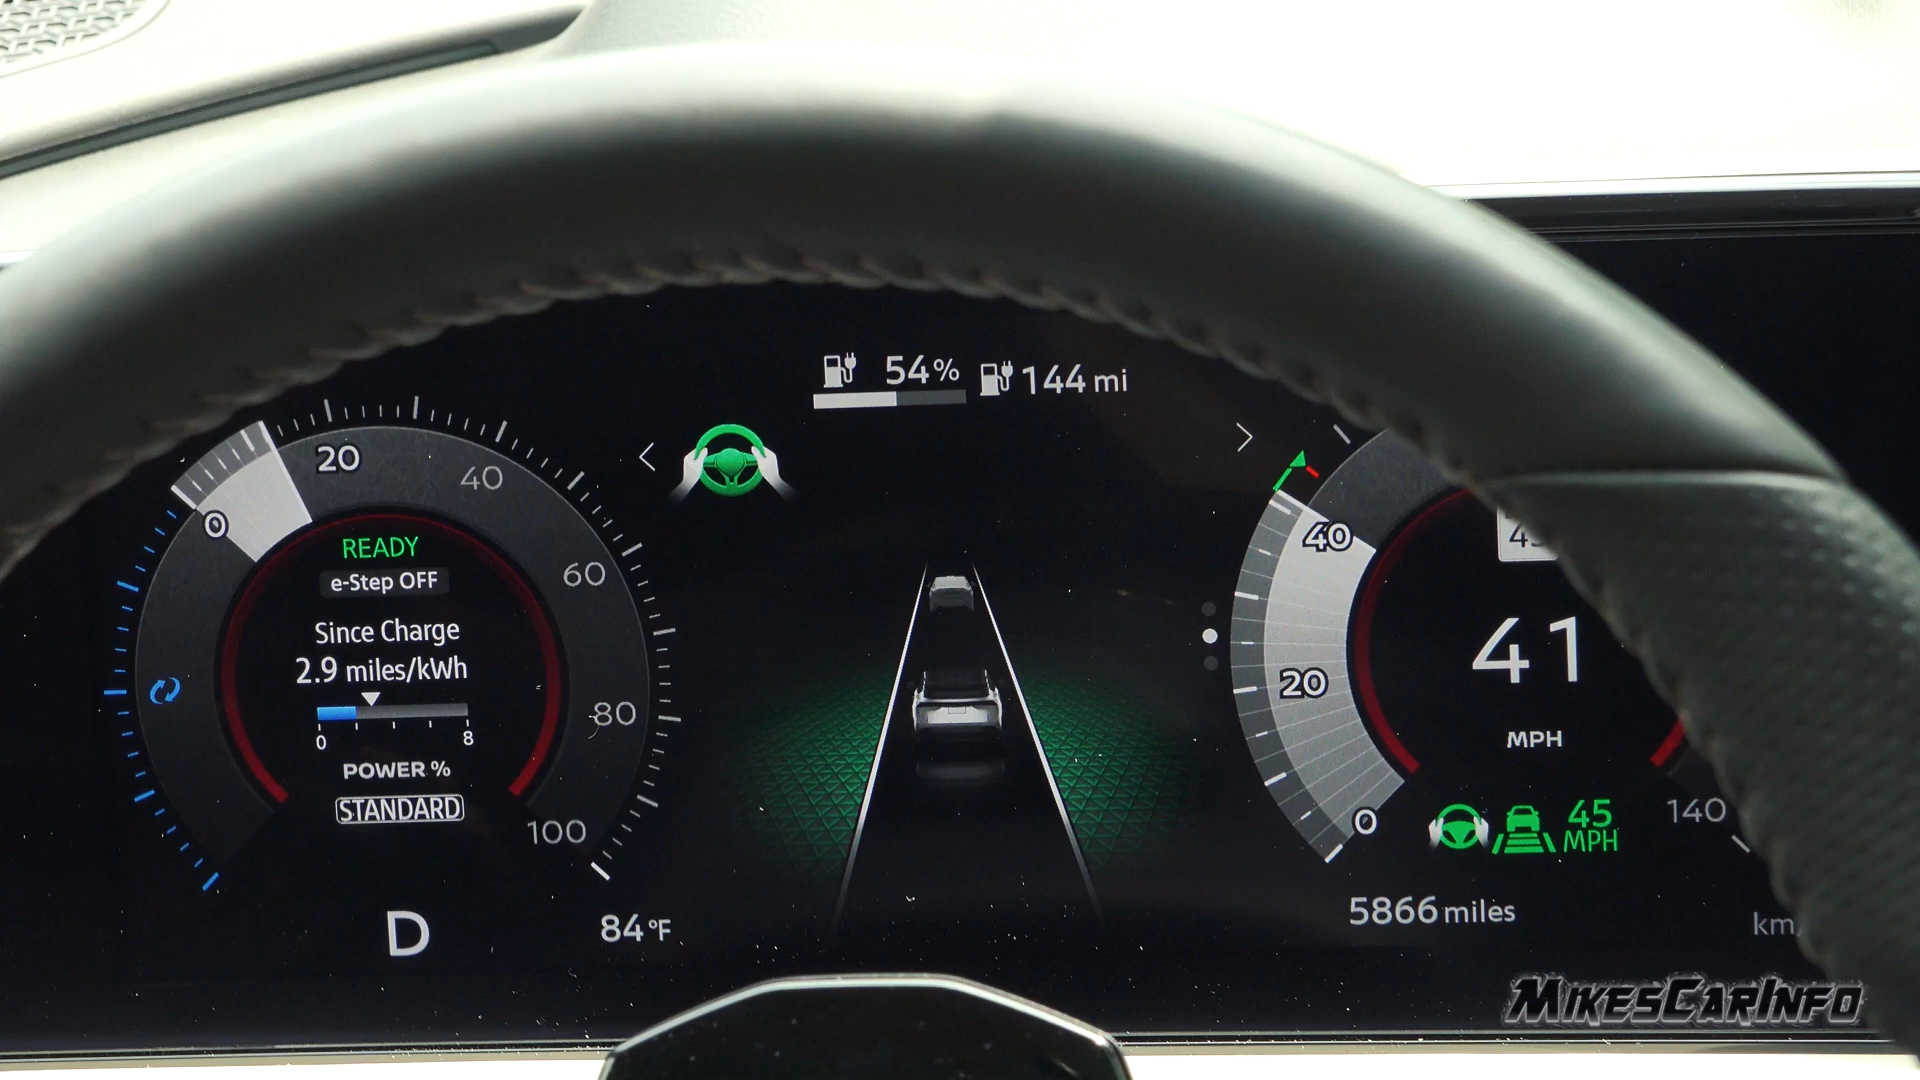 54%
144 mi
0
20
40
60
80
100
READY
e-Step OFF
Since Charge
2.9 miles/kWh
0 8
POWER %
STANDARD
D
84°F
40
20
0
41
MPH
45
MPH
140
5866 miles
MIKESCARINFO